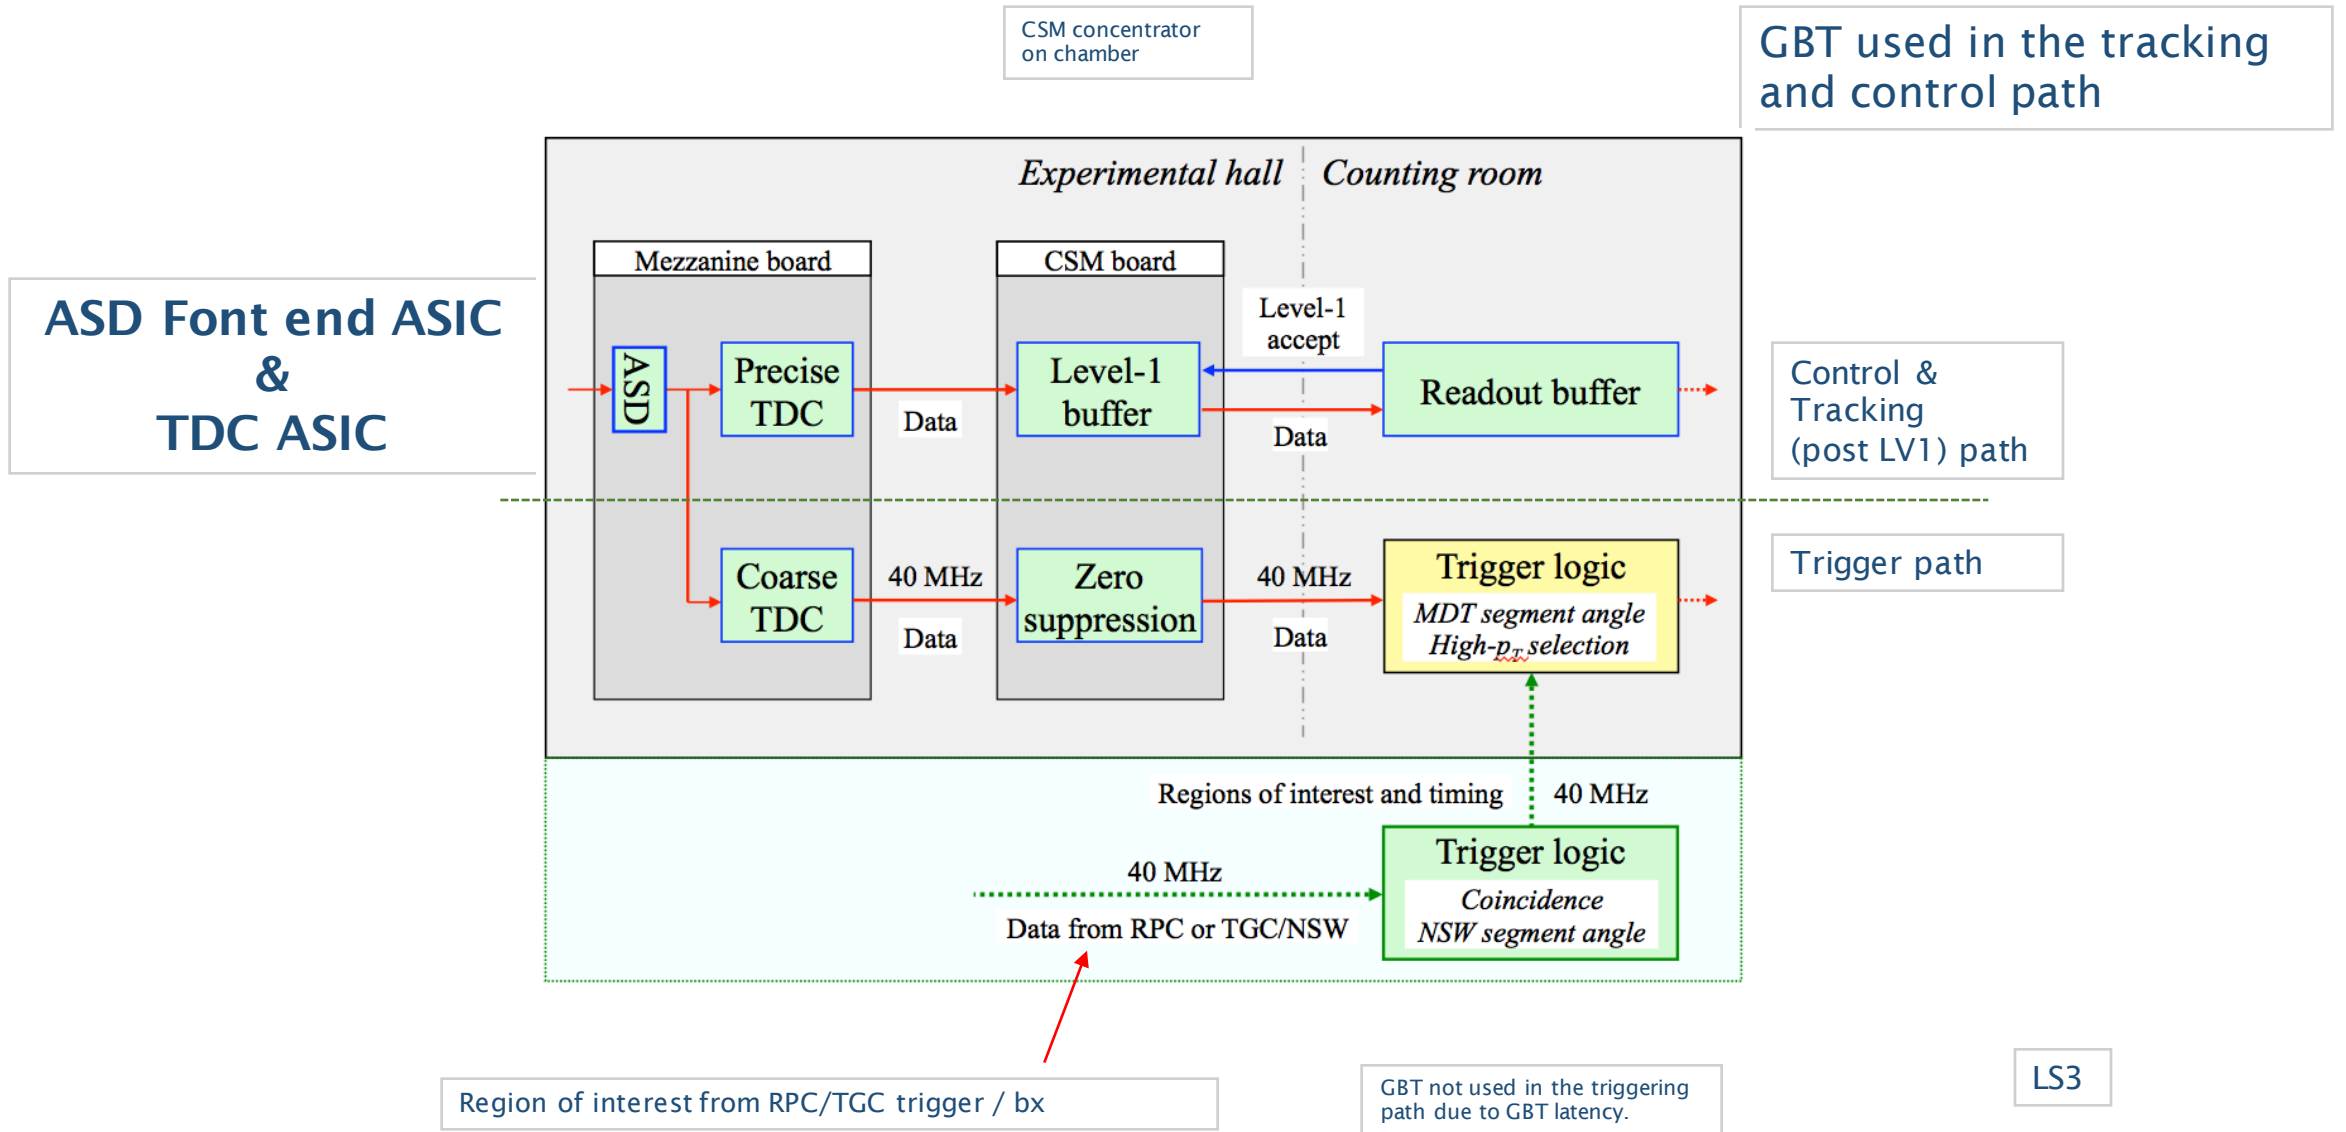 CSM concentrator
on chamber
GBT used in the tracking
and control path
Experimental hall
Counting room
Mezzanine board
CSM board
ASD Font end ASIC
&
TDC ASIC
ASD
Precise
TDC
Data
Level-1
buffer
Level-1
accept
Data
Readout buffer
Control &
Tracking
(post LV1) path
Coarse
TDC
40 MHz
Data
Zero
suppression
40 MHz
Data
Trigger logic
MDT segment angle
High-pT selection
Trigger path
Regions of interest and timing
40 MHz
40 MHz
Data from RPC or TGC/NSW
Trigger logic
Coincidence
NSW segment angle
Region of interest from RPC/TGC trigger / bx
GBT not used in the triggering
path due to GBT latency.
LS3